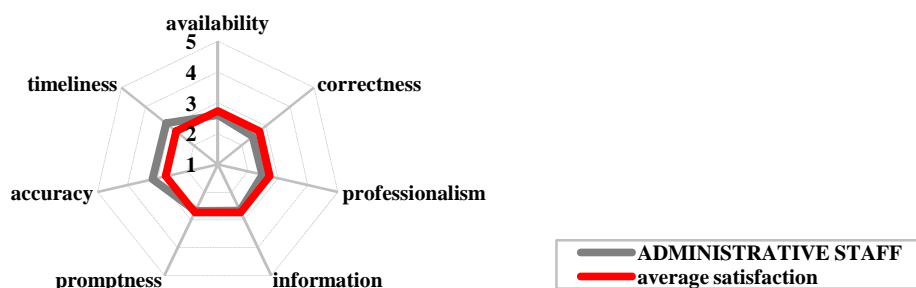 availability
5
timeliness
4
correctness
3
2
accuracy
1
professionalism
promptness
information
ADMINISTRATIVE STAFF
average satisfaction